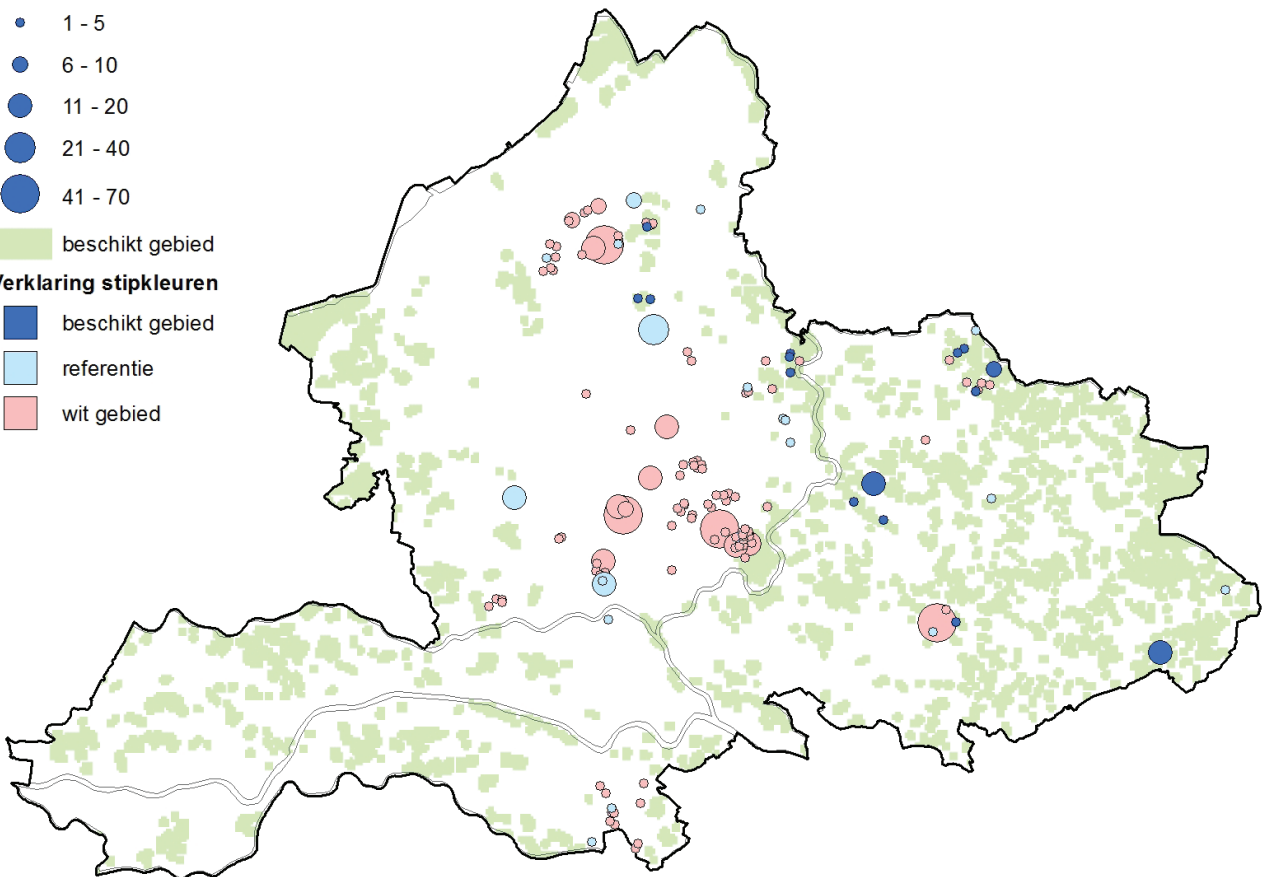 1 - 5
6 - 10
11 - 20
21 - 40
41 - 70
beschikt gebied
Verklaring stipkleuren
beschikt gebied
referentie
wit gebied